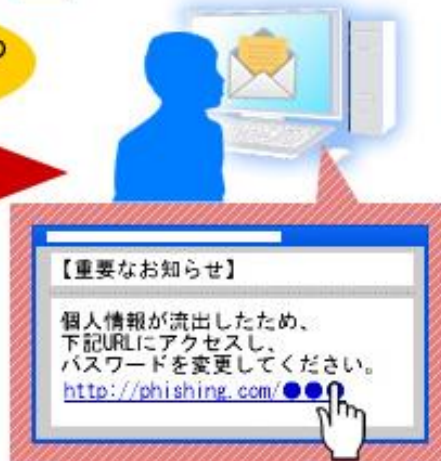 の
【重要なお知らせ】
個人情報が流出したため、
下記URLにアクセスし、
パスワードを変更してください。
http://phishing.com/●●●